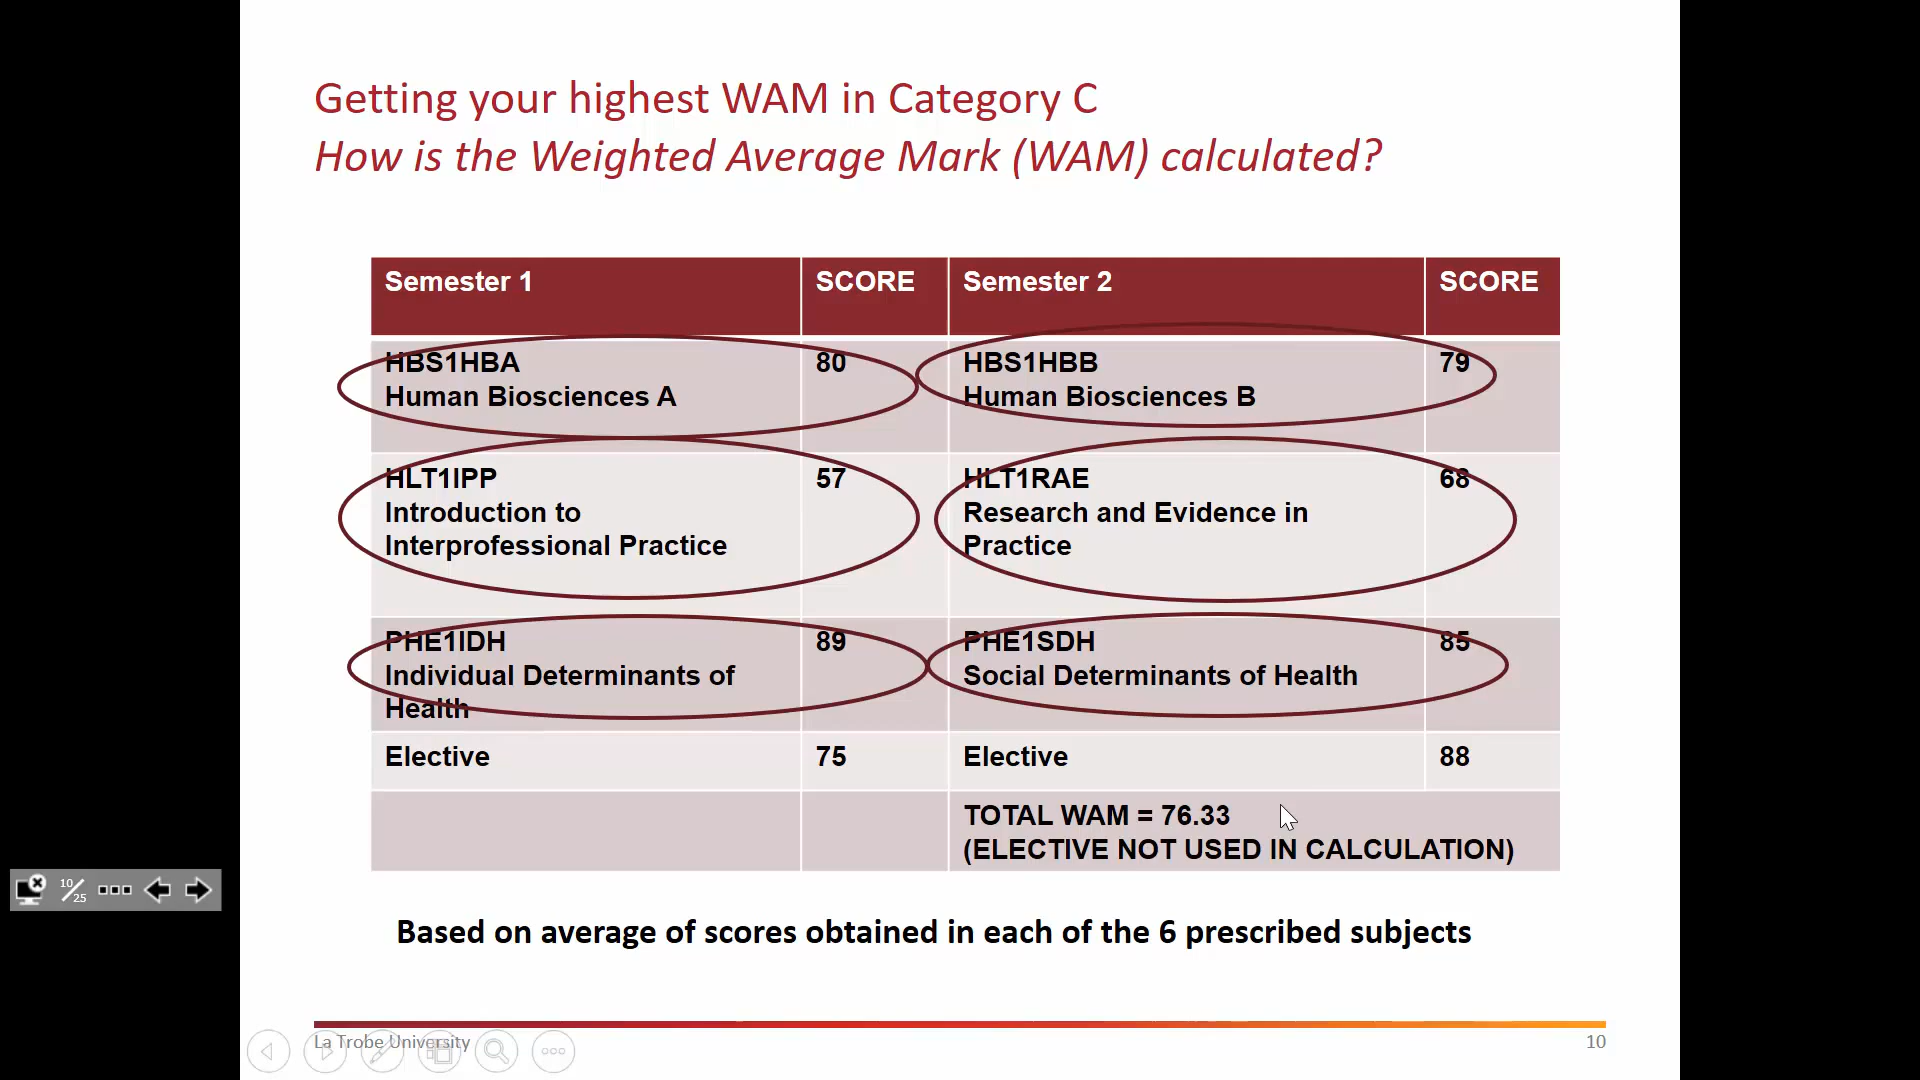 Getting your highest WAM in Category C
How is the Weighted Average Mark (WAM) calculated?
Semester 1
SCORE
Semester 2
SCORE
HBS1HBA
Human Biosciences A
80
HBS1HBB
Human Biosciences B
79
HLT1IPP
Introduction to
Interprofessional Practice
57
HLT1RAE
Research and Evidence in
Practice
68
PHE1IDH
Individual Determinants of
Health
89
PHE1SDH
Social Determinants of Health
85
Elective
75
Elective
88
TOTAL WAM = 76.33
(ELECTIVE NOT USED IN CALCULATION)
10/25
Based on average of scores obtained in each of the 6 prescribed subjects
La Trobe University
10